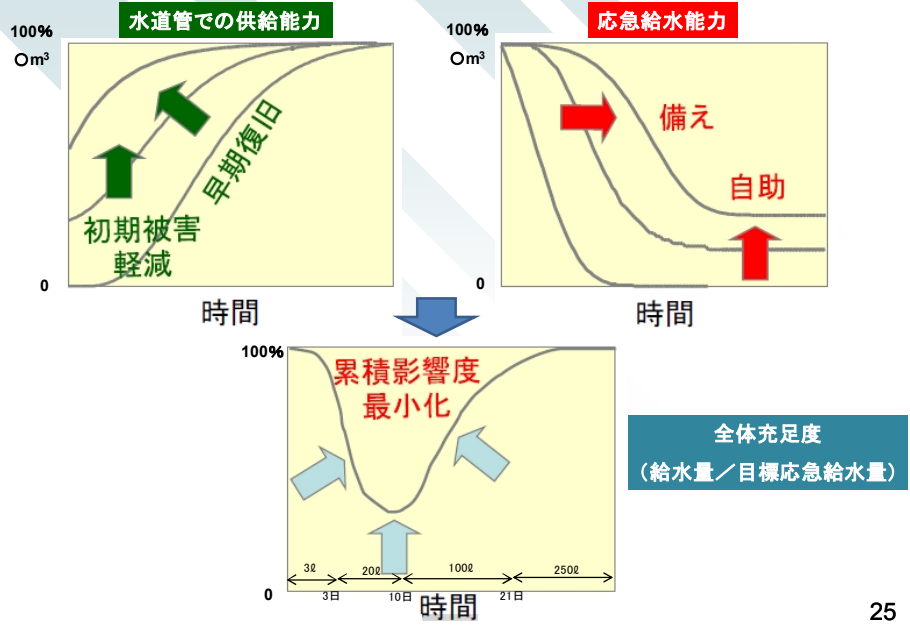 水道管での供給能力
100%
〇m³
早期復旧
初期被害
軽減
0
時間
応急給水能力
100%
〇m³
備え
自助
0
時間
100%
累積影響度
最小化
3ℓ
20ℓ
100ℓ
250ℓ
0
3日
10日
21日
時間
全体充足度
（給水量／目標応急給水量）
25